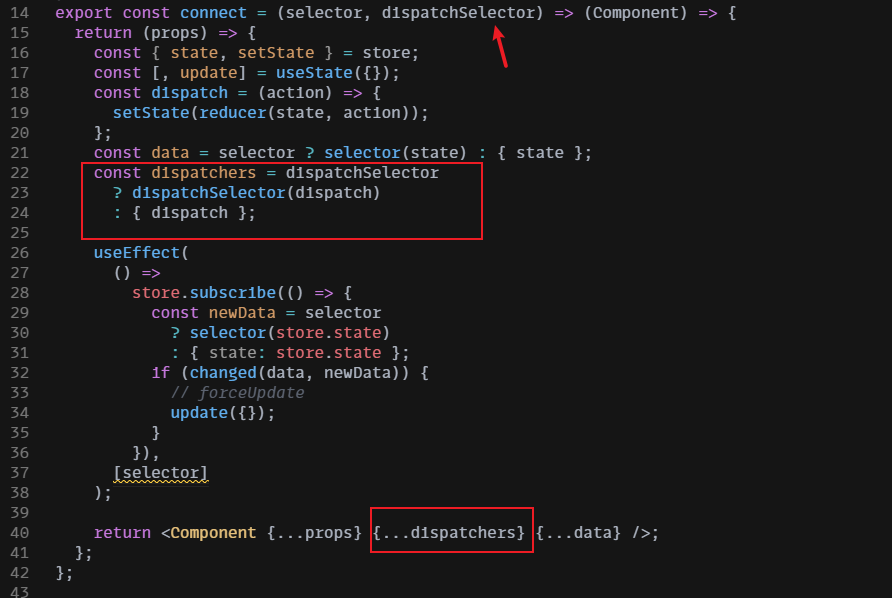 14 export const connect = (selector, dispatchSelector) => (Component) => {
15 return (props) => {
16 const { state, setState } = store;
17 const [, update] = useState({});
18 const dispatch = (action) => {
19 setState(reducer(state, action));
20 };
21 const data = selector ? selector(state) : { state };
22 const dispatchers = dispatchSelector
23 ? dispatchSelector(dispatch)
24 : { dispatch };
25
26 useEffect(
27 () =>
28 store.subscribe(() => {
29 const newData = selector
30 ? selector(store.state)
31 : { state: store.state };
32 if (changed(data, newData)) {
33 // forceUpdate
34 update({});
35 }
36 }),
37 [selector]
38 );
39
40 return <Component {...props} {...dispatchers} {...data} />;
41 };
42 };
43